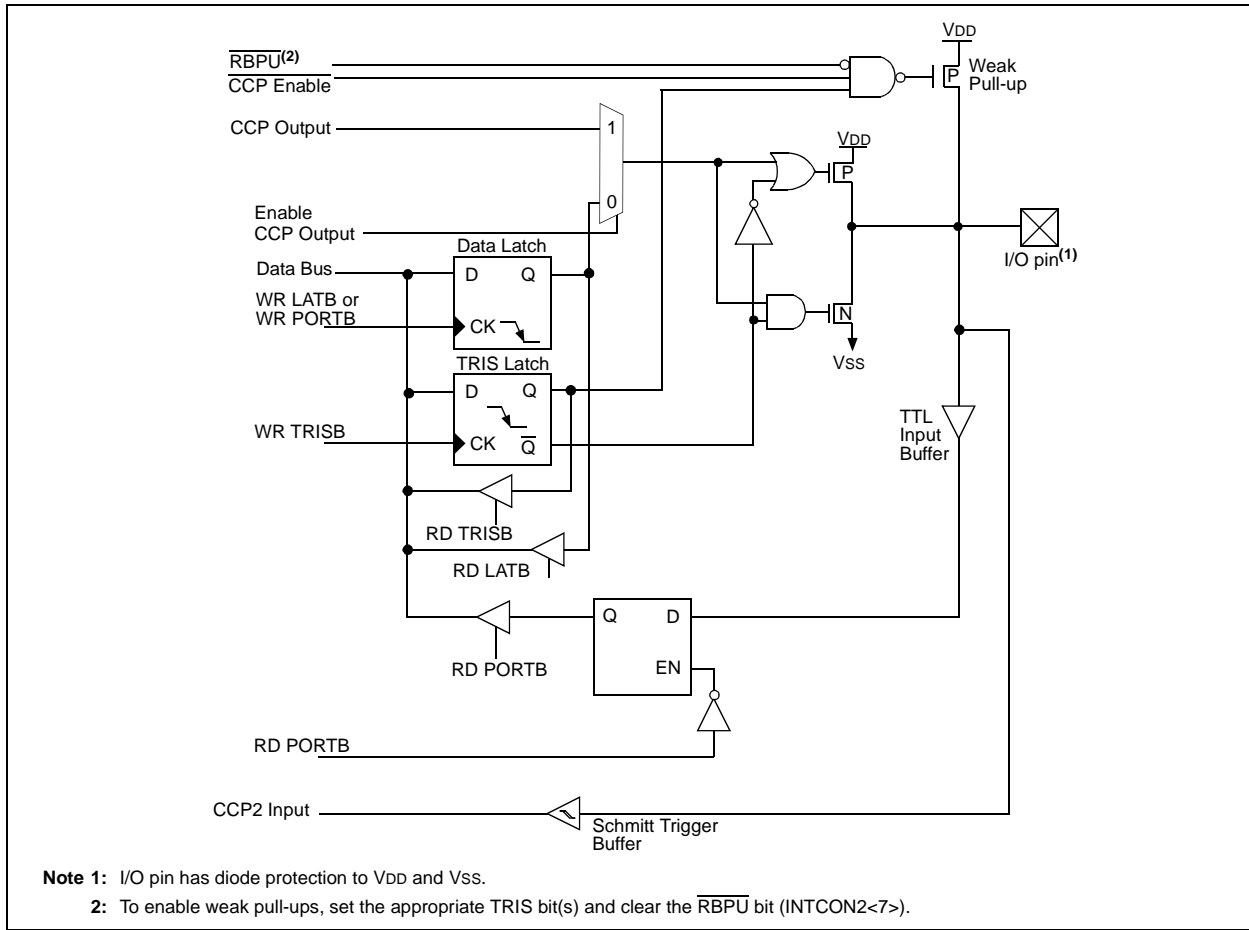 VDD
RBPU(2)
CCP Enable
P
Weak
Pull-up
CCP Output
1
VDD
P
0
Enable
CCP Output
Data Latch
Data Bus
D
Q
I/O pin(1)
WR LATB or
WR PORTB
CK
N
TRIS Latch
VSS
D
Q
TTL
Input
Buffer
WR TRISB
CK
Q
RD TRISB
RD LATB
Q
D
RD PORTB
EN
RD PORTB
CCP2 Input
Schmitt Trigger
Buffer
Note 1: I/O pin has diode protection to VDD and VSS.
2: To enable weak pull-ups, set the appropriate TRIS bit(s) and clear the RBPU bit (INTCON2<7>).